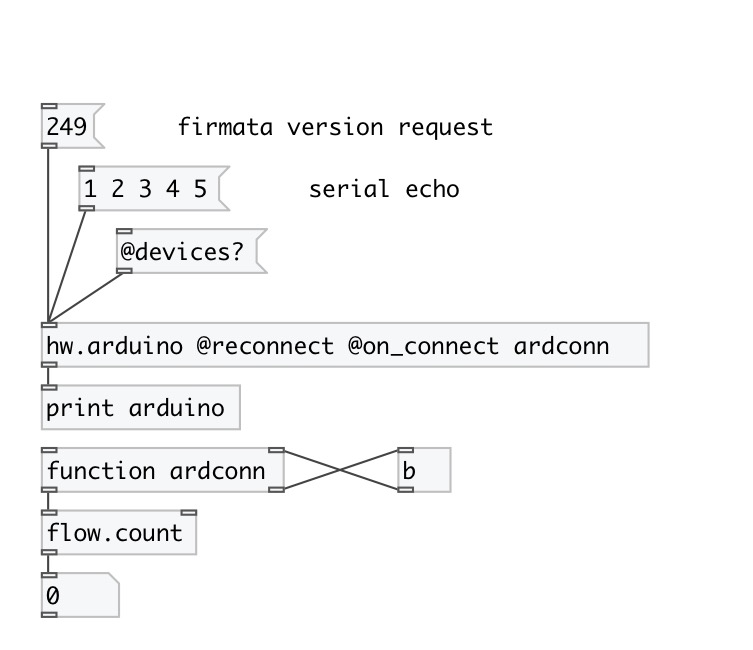 249
firmata version request
1 2 3 4 5
serial echo
@devices?
hw.arduino @reconnect @on_connect ardconn
print arduino
function ardconn
b
flow.count
0